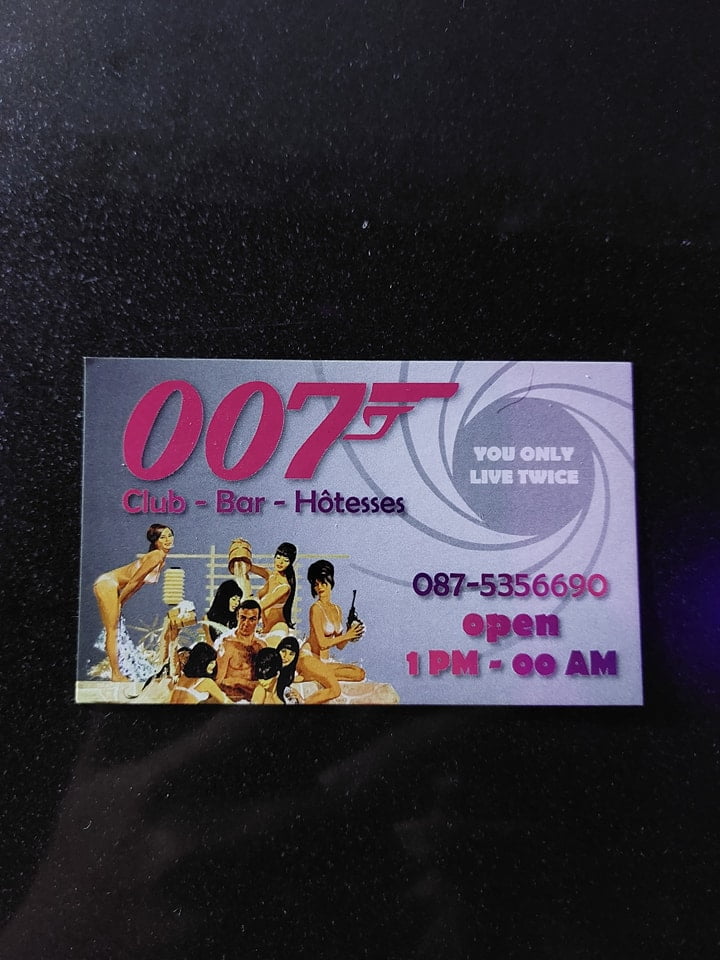 007
Club - Bar - Hôtesses
YOU ONLY
LIVE TWICE
087-5356690
open
1 PM - 00 AM